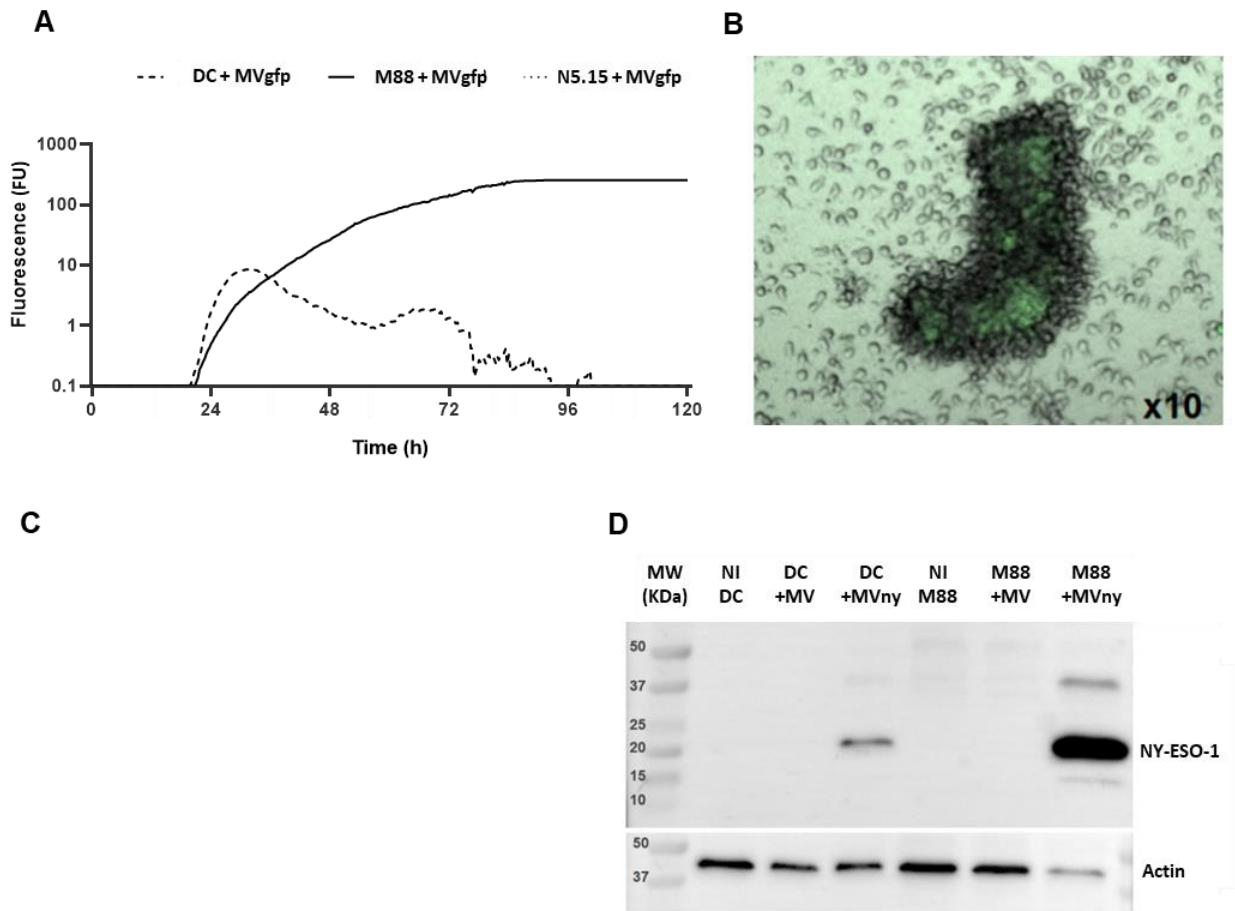 A
DC + MVgfp M88 + MVgfp N5.15 + MVgfp
Fluorescence (FU)
1000
100
10
1
0.1
0 24 48 72 96 120
Time (h)
B
x10
C
D
MW NI DC DC NI M88 M88
(KDa) DC +MV +MVny M88 +MV +MVny
50
37
25
20
15
10
NY-ESO-1
50
37
Actin